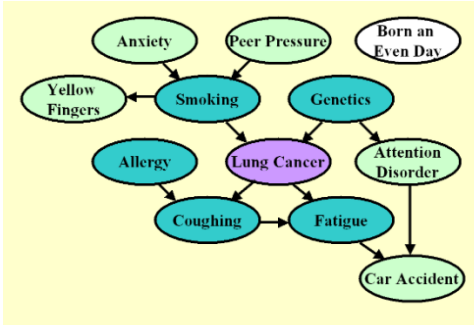 Anxiety
Peer Pressure
Born an
Even Day
Yellow
Fingers
Smoking
Genetics
Allergy
Lung Cancer
Attention
Disorder
Coughing
Fatigue
Car Accident